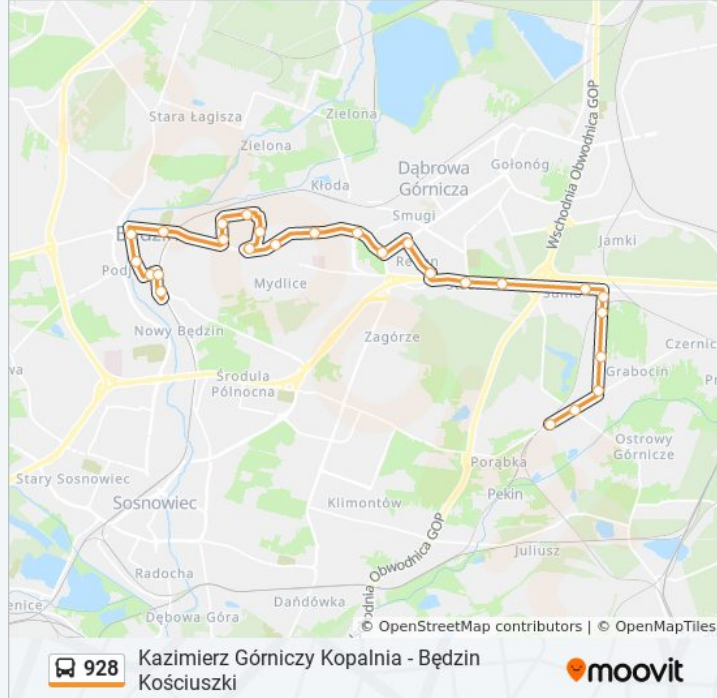 Stara Łagisza
Zielona
Zielona
Wschodnia Obwodnica GOP
Dąbrowa
Górnicza
Gołonóg
Kłoda
Smugi
Jamki
Mydlice
Zagórze
Nowy Będzin
Środula
Północna
Czernic
Grabocin
Ostrowy
Górnicze
Porąbka
Stary Sosnowiec
Pekin
Sosnowiec
Klimontów
Juliusz
Radocha
Dańdówka
Dębowa Góra
hodnia Obwodnica GOP
© OpenStreetMap contributors | © OpenMapTiles
928
Kazimierz Górniczy Kopalnia - Będzin
Kościuszki
moovit